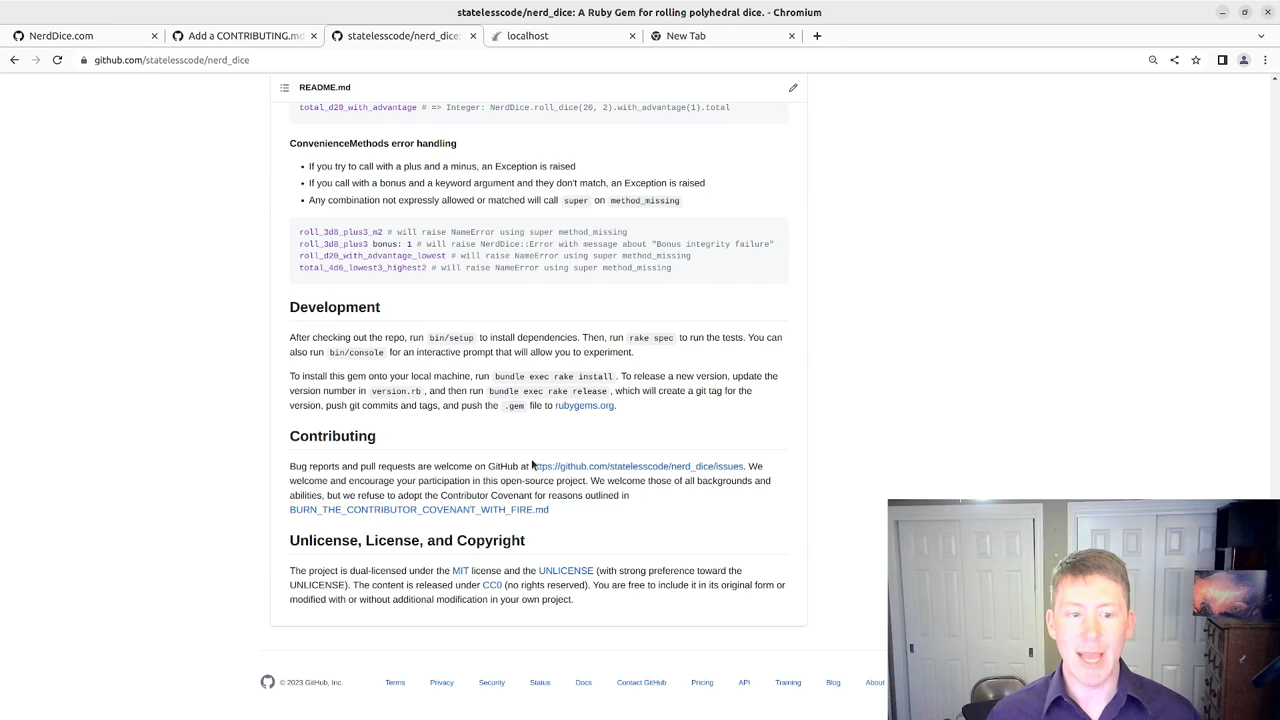 statelesscode/nerd_dice: A Ruby Gem for rolling polyhedral dice. - Chromium
NerdDice.com
Add a CONTRIBUTING.md
statelesscode/nerd_dice:
localhost
New Tab
github.com/statelesscode/nerd_dice
README.md
total_d20_with_advantage # => Integer: NerdDice.roll_dice(20, 2).with_advantage(1).total
ConvenienceMethods error handling
• If you try to call with a plus and a minus, an Exception is raised
• If you call with a bonus and a keyword argument and they don't match, an Exception is raised
• Any combination not expressly allowed or matched will call super on method_missing
roll_3d8_plus3_m2 # will raise NameError using super method_missing
roll_3d8_plus3 bonus: 1 # will raise NerdDice::Error with message about "Bonus integrity failure"
roll_d20_with_advantage_lowest # will raise NameError using super method_missing
total_4d6_lowest3_highest2 # will raise NameError using super method_missing
Development
After checking out the repo, run bin/setup to install dependencies. Then, run rake spec to run the tests. You can
also run bin/console for an interactive prompt that will allow you to experiment.
To install this gem onto your local machine, run bundle exec rake install . To release a new version, update the
version number in version.rb , and then run bundle exec rake release , which will create a git tag for the
version, push git commits and tags, and push the .gem file to rubygems.org.
Contributing
Bug reports and pull requests are welcome on GitHub at https://github.com/statelesscode/nerd_dice/issues. We
welcome and encourage your participation in this open-source project. We welcome those of all backgrounds and
abilities, but we refuse to adopt the Contributor Covenant for reasons outlined in
BURN_THE_CONTRIBUTOR_COVENANT_WITH_FIRE.md
Unlicense, License, and Copyright
The project is dual-licensed under the MIT license and the UNLICENSE (with strong preference toward the
UNLICENSE). The content is released under CC0 (no rights reserved). You are free to include it in its original form or
modified with or without additional modification in your own project.
© 2023 GitHub, Inc.
Terms
Privacy
Security
Status
Docs
Contact GitHub
Pricing
API
Training
Blog
About